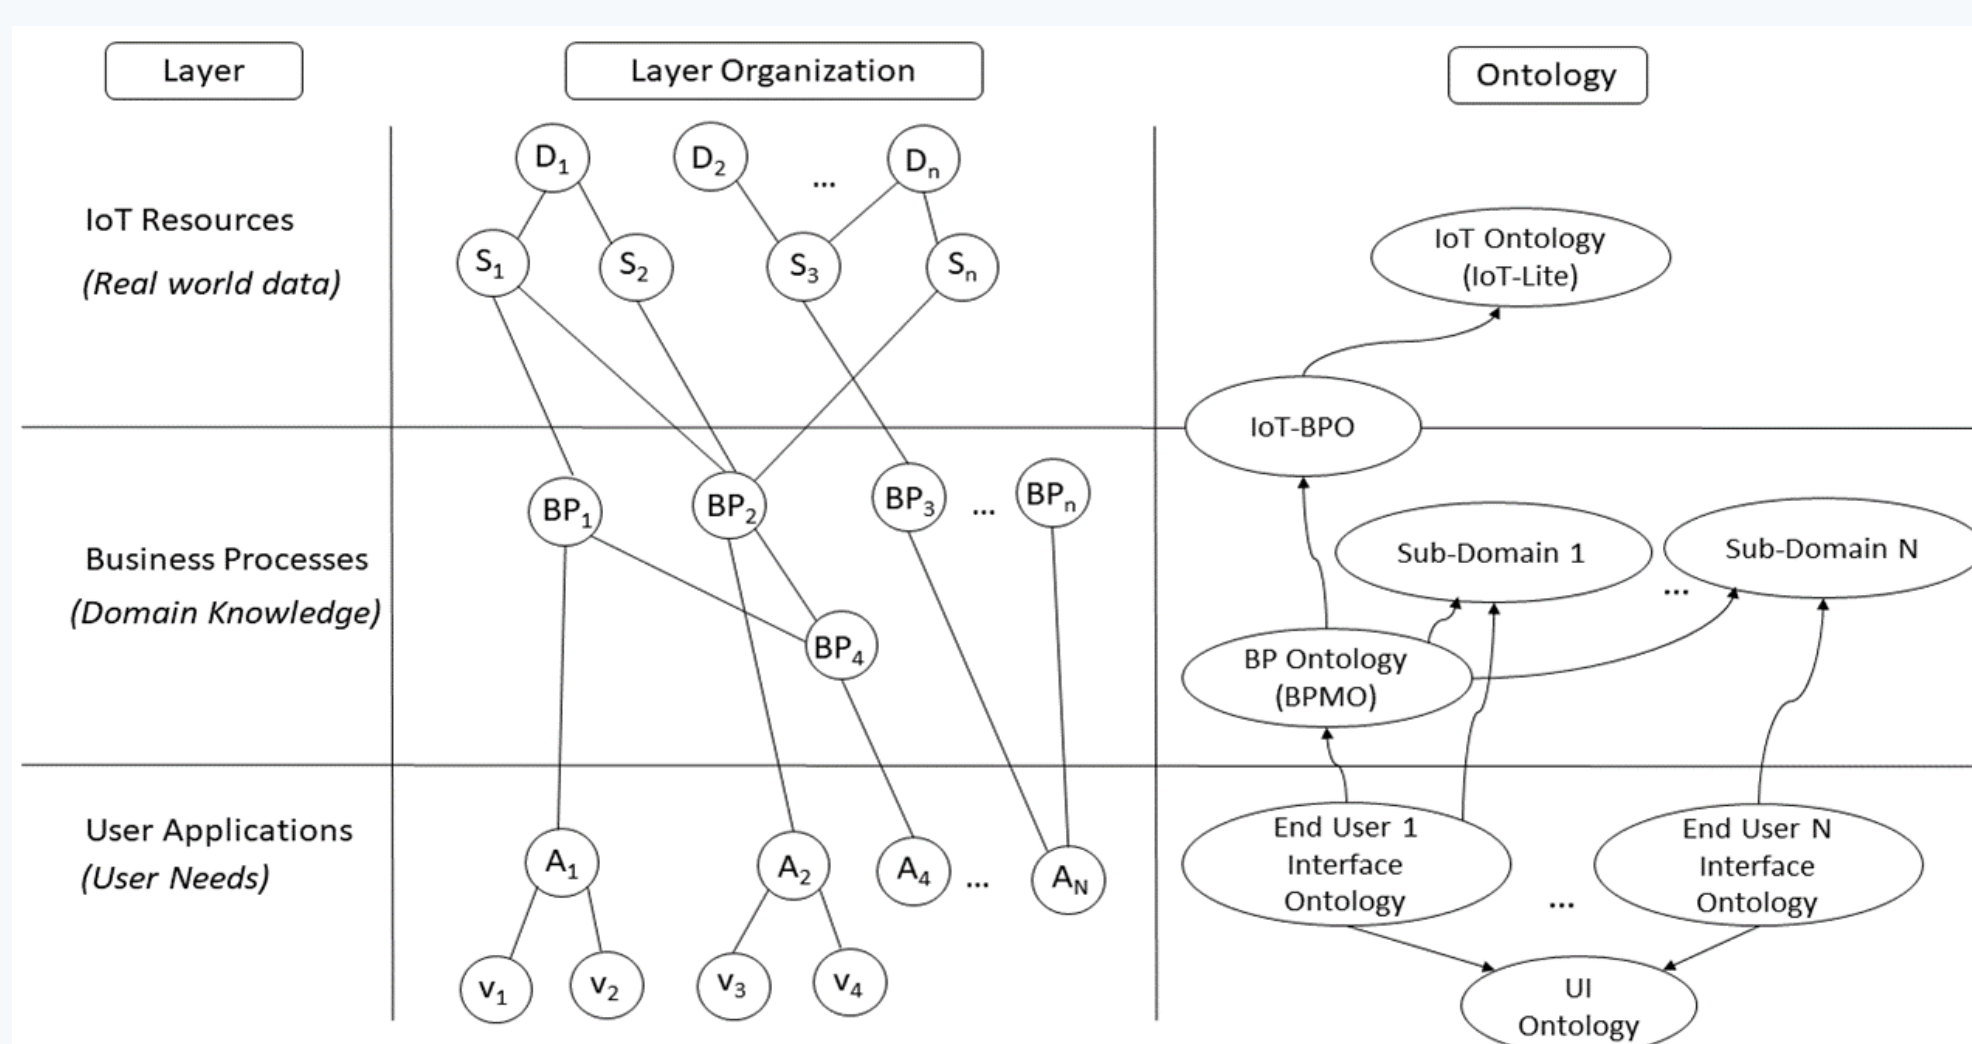 Layer
Layer Organization
Ontology
D1
D2
...
Dn
IoT Resources
(Real world data)
S1
S2
S3
Sn
IoT Ontology
(IoT-Lite)
IoT-BPO
BP1
BP2
BP3
...
BPn
Business Processes
(Domain Knowledge)
BP4
Sub-Domain 1
...
Sub-Domain N
BP Ontology
(BPMO)
User Applications
(User Needs)
A1
A2
A4
...
AN
v1
v2
v3
v4
End User 1
Interface
Ontology
...
End User N
Interface
Ontology
UI
Ontology